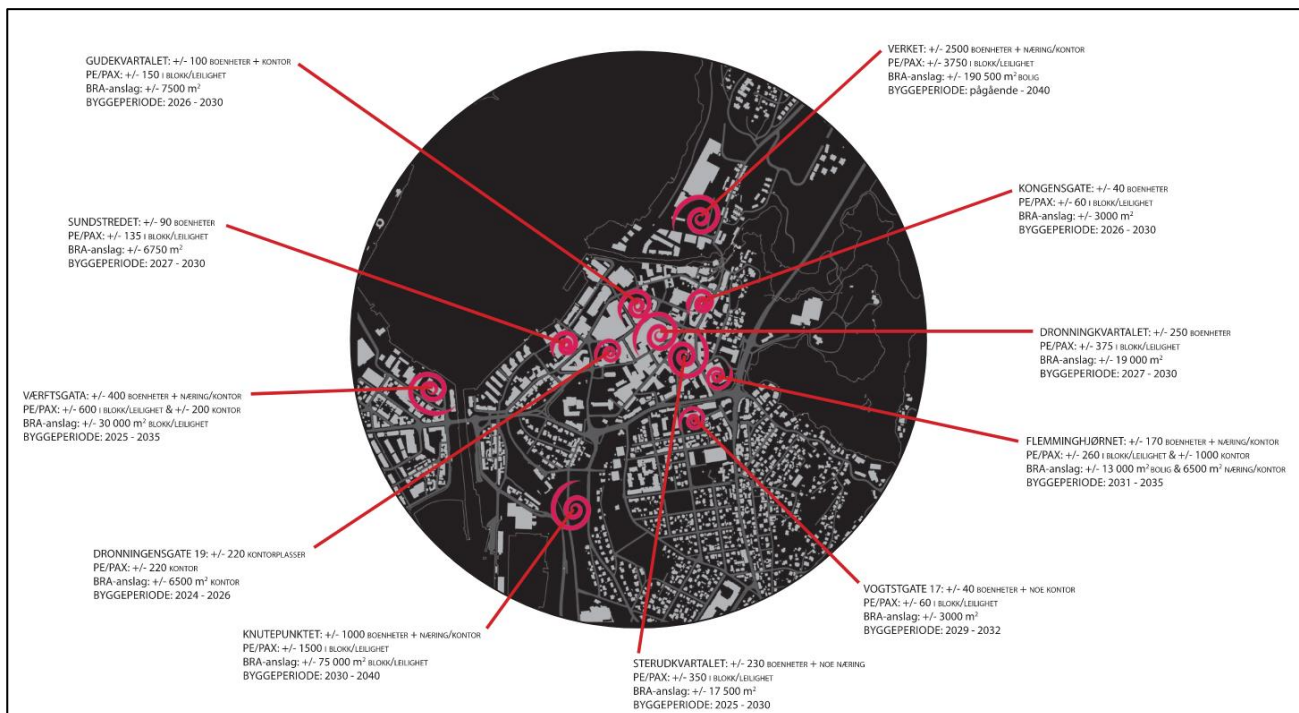 GUDEKVARTALET: +/- 100 BOENHETER + KONTOR
PE/PAX: +/- 150 I BLOKK/LEILIGHET
BRA-anslag: +/- 7500 m²
BYGGEPERIODE: 2026 - 2030
SUNDSTREDET: +/- 90 BOENHETER
PE/PAX: +/- 135 I BLOKK/LEILIGHET
BRA-anslag: +/- 6750 m²
BYGGEPERIODE: 2027 - 2030
VÆRFTSGATA: +/- 400 BOENHETER + NÆRING/KONTOR
PE/PAX: +/- 600 I BLOKK/LEILIGHET & +/- 200 KONTOR
BRA-anslag: +/- 30 000 m² BLOKK/LEILIGHET
BYGGEPERIODE: 2025 - 2035
DRONNINGENSGATE 19: +/- 220 KONTORPLASSER
PE/PAX: +/- 220 KONTOR
BRA-anslag: +/- 6500 m² KONTOR
BYGGEPERIODE: 2024 - 2026
KNUTEPUNKTET: +/- 1000 BOENHETER + NÆRING/KONTOR
PE/PAX: +/- 1500 I BLOKK/LEILIGHET
BRA-anslag: +/- 75 000 m² BLOKK/LEILIGHET
BYGGEPERIODE: 2030 - 2040
VERKET: +/- 2500 BOENHETER + NÆRING/KONTOR
PE/PAX: +/- 3750 I BLOKK/LEILIGHET
BRA-anslag: +/- 190 500 m² BOLIG
BYGGEPERIODE: pågående - 2040
KONGENSGATE: +/- 40 BOENHETER
PE/PAX: +/- 60 I BLOKK/LEILIGHET
BRA-anslag: +/- 3000 m²
BYGGEPERIODE: 2026 - 2030
DRONNINGKVARTALET: +/- 250 BOENHETER
PE/PAX: +/- 375 I BLOKK/LEILIGHET
BRA-anslag: +/- 19 000 m²
BYGGEPERIODE: 2027 - 2030
FLEMMINGHJØRNET: +/- 170 BOENHETER + NÆRING/KONTOR
PE/PAX: +/- 260 I BLOKK/LEILIGHET & +/- 1000 KONTOR
BRA-anslag: +/- 13 000 m² BOLIG & 6500 m² NÆRING/KONTOR
BYGGEPERIODE: 2031 - 2035
VOGTSTGATE 17: +/- 40 BOENHETER + NOE KONTOR
PE/PAX: +/- 60 I BLOKK/LEILIGHET
BRA-anslag: +/- 3000 m²
BYGGEPERIODE: 2029 - 2032
STERUDKVARTALET: +/- 230 BOENHETER + NOE NÆRING
PE/PAX: +/- 350 I BLOKK/LEILIGHET
BRA-anslag: +/- 17 500 m²
BYGGEPERIODE: 2025 - 2030